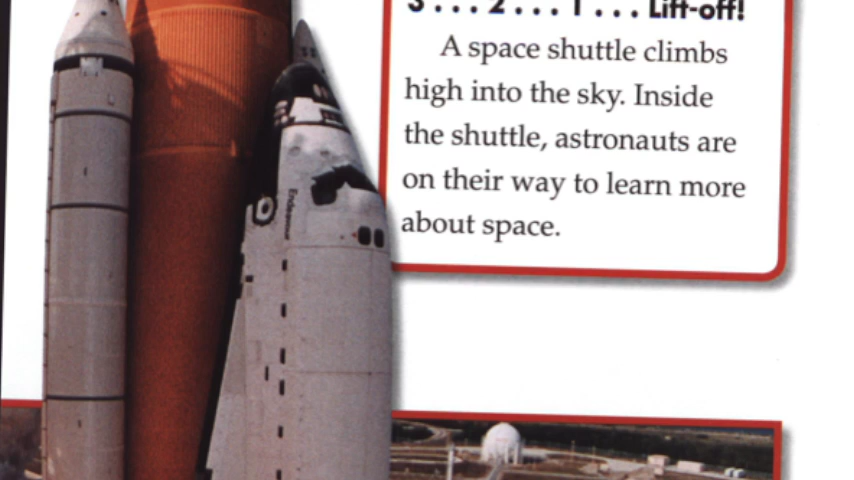 3 . . . 2 . . . 1 . . . Lift-off!
A space shuttle climbs
high into the sky. Inside
the shuttle, astronauts are
on their way to learn more
about space.
Endeavour